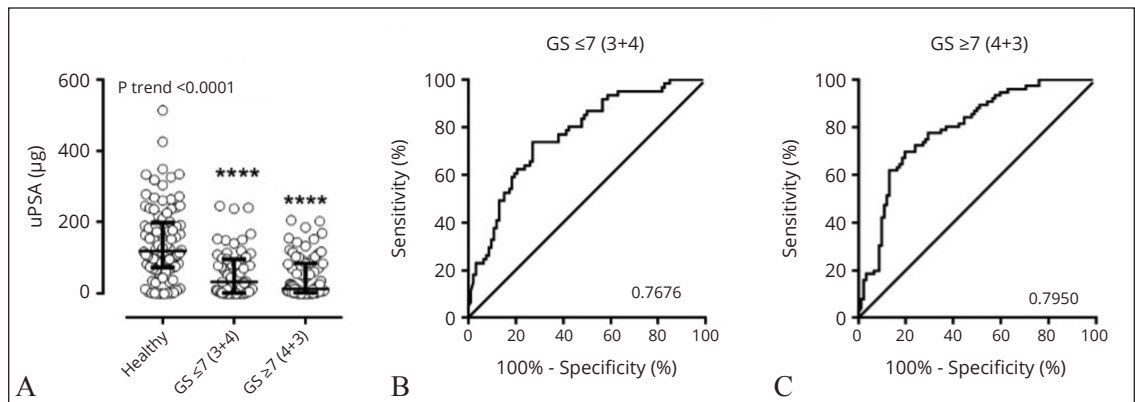 P trend <0.0001
600
400
200
0
uPSA (µg)
****
****
Healthy
GS ≤7 (3+4)
GS ≥7 (4+3)
A
GS ≤7 (3+4)
100
80
60
40
20
0
Sensitivity (%)
0.7676
0 20 40 60 80 100
100% - Specificity (%)
B
GS ≥7 (4+3)
100
80
60
40
20
0
Sensitivity (%)
0.7950
0 20 40 60 80 100
100% - Specificity (%)
C